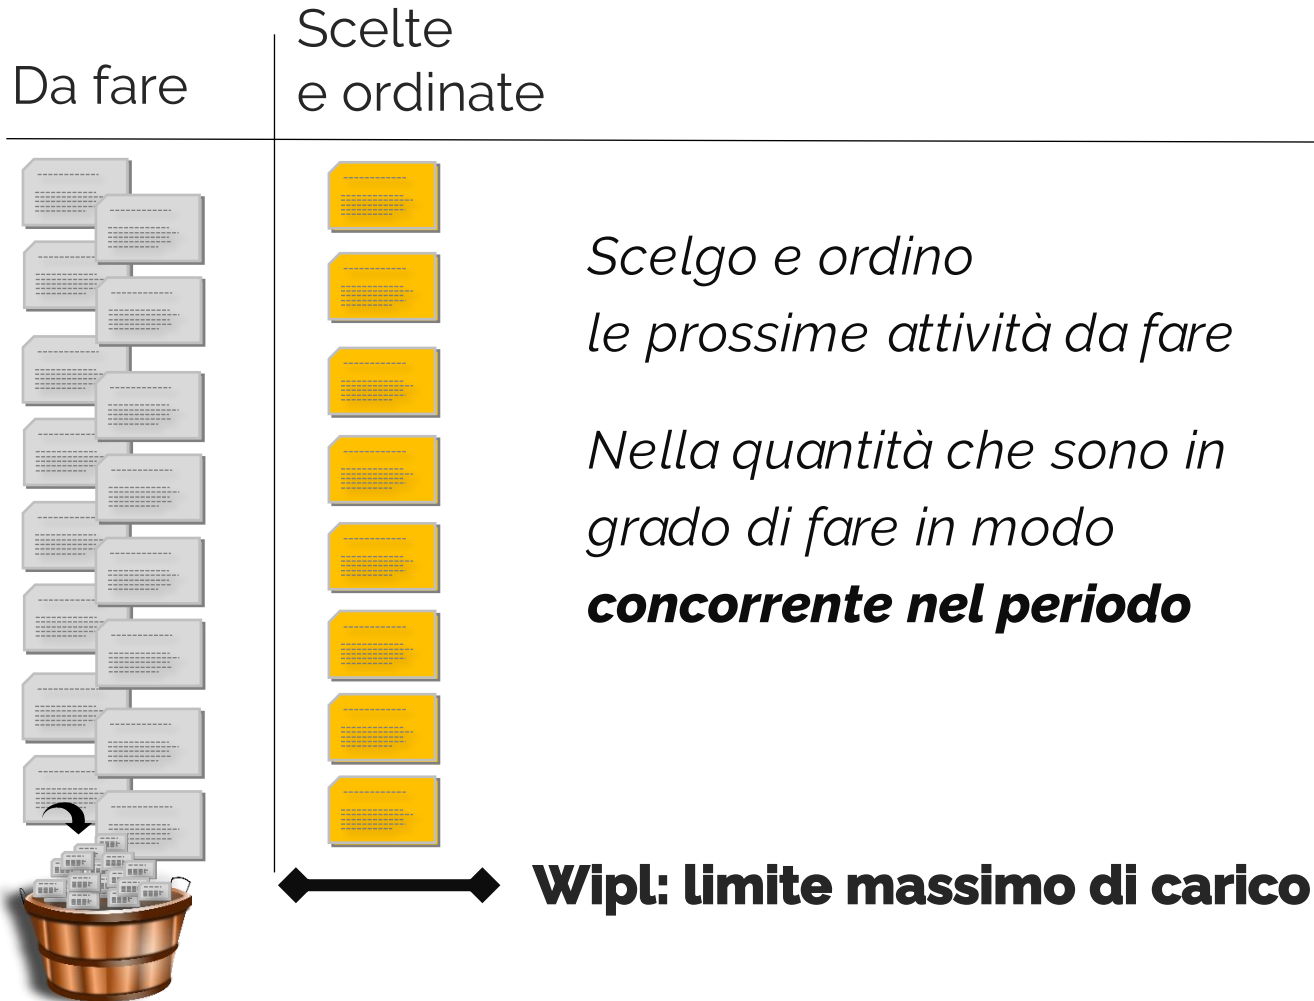 Da fare
Scelte
e ordinate
Scelgo e ordino
le prossime attività da fare
Nella quantità che sono in
grado di fare in modo
concorrente nel periodo
Wipl: limite massimo di carico